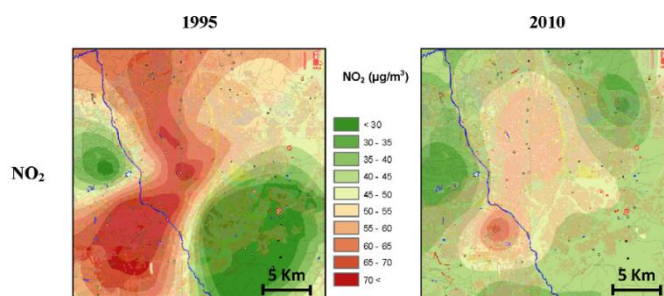 1995
2010
NO₂
NO₂ (µg/m³)
< 30
30 - 35
35 - 40
40 - 45
45 - 50
50 - 55
55 - 60
60 - 65
65 - 70
70 <
5 Km
5 Km